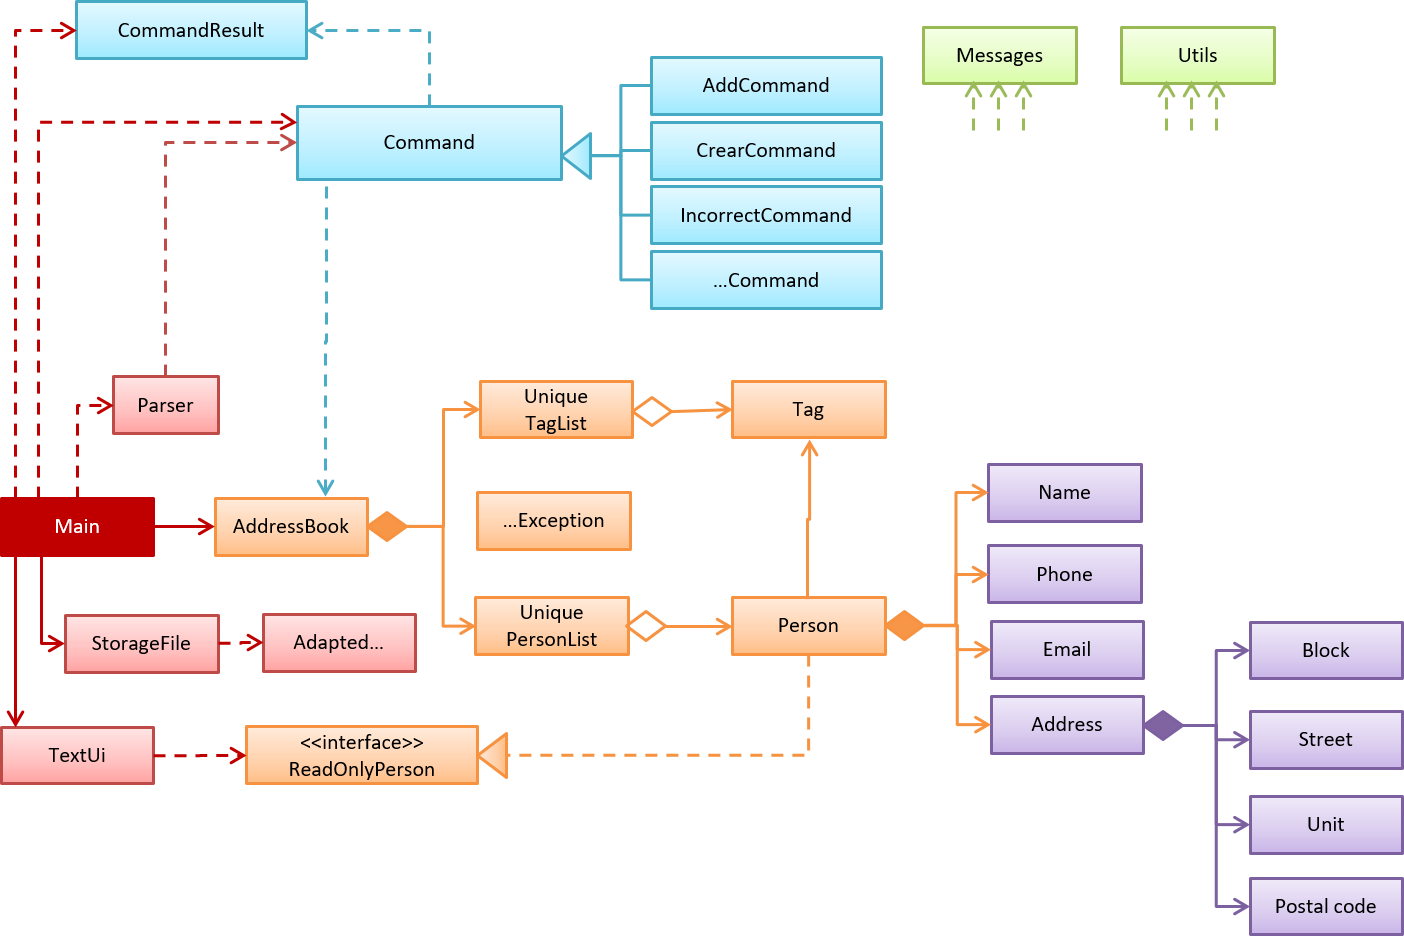 CommandResult
Messages
Utils
AddCommand
Command
CrearCommand
IncorrectCommand
...Command
Parser
Unique
TagList
Tag
Main
AddressBook
...Exception
Name
Phone
Unique
PersonList
Person
StorageFile
Adapted...
Email
Block
Address
Street
TextUi
<<interface>>
ReadOnlyPerson
Unit
Postal code